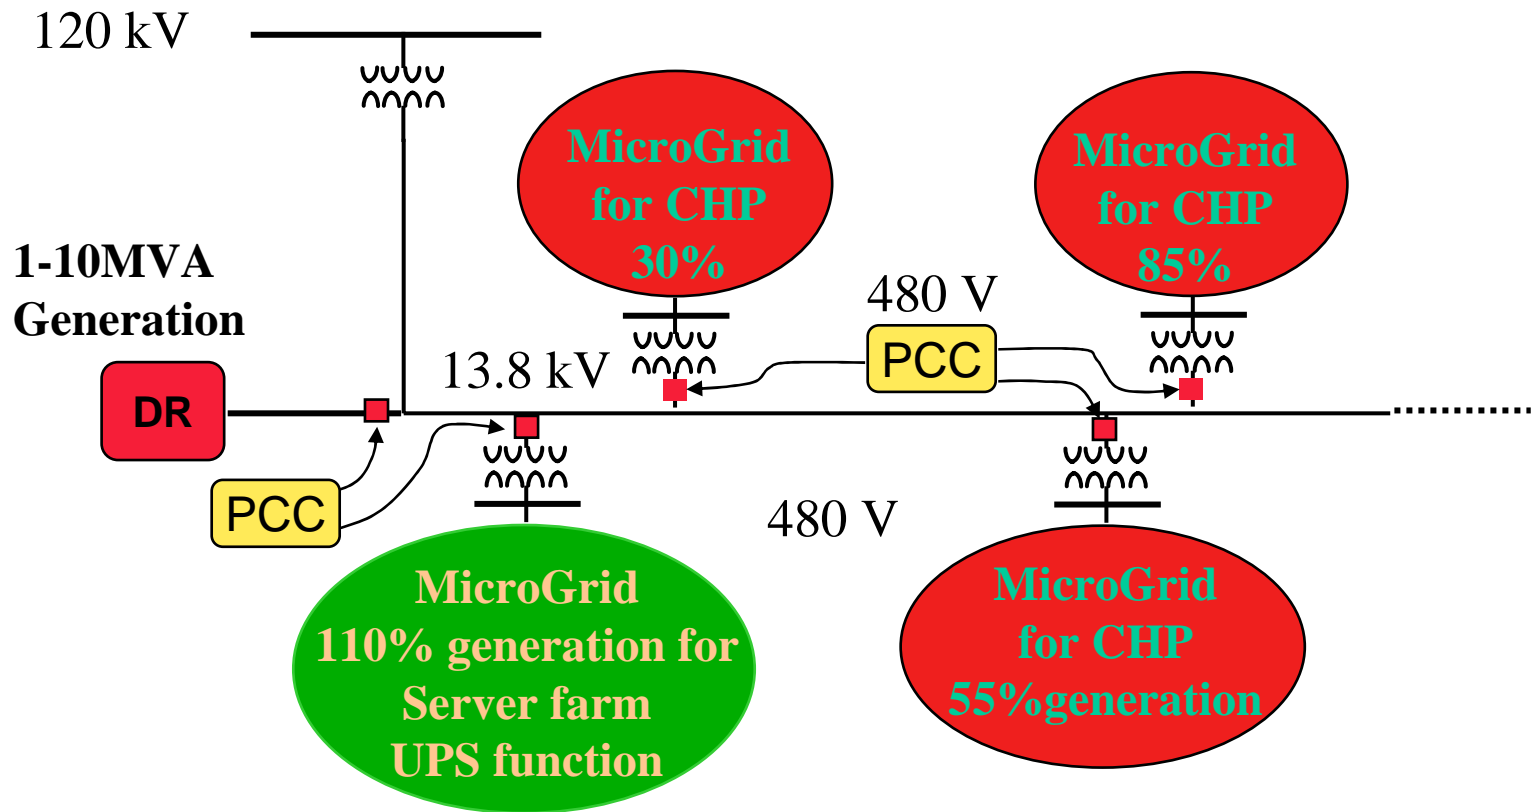 120 kV
MicroGrid
for CHP
30%
MicroGrid
for CHP
85%
1-10MVA
Generation
480 V
13.8 kV
PCC
DR
PCC
480 V
MicroGrid
110% generation for
Server farm
UPS function
MicroGrid
for CHP
55%generation